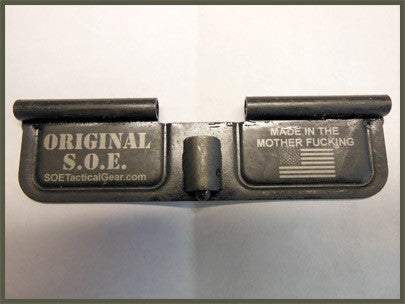 ORIGINAL
S.O.E.
SOETacticalGear.com
MADE IN THE
MOTHER FUCKING